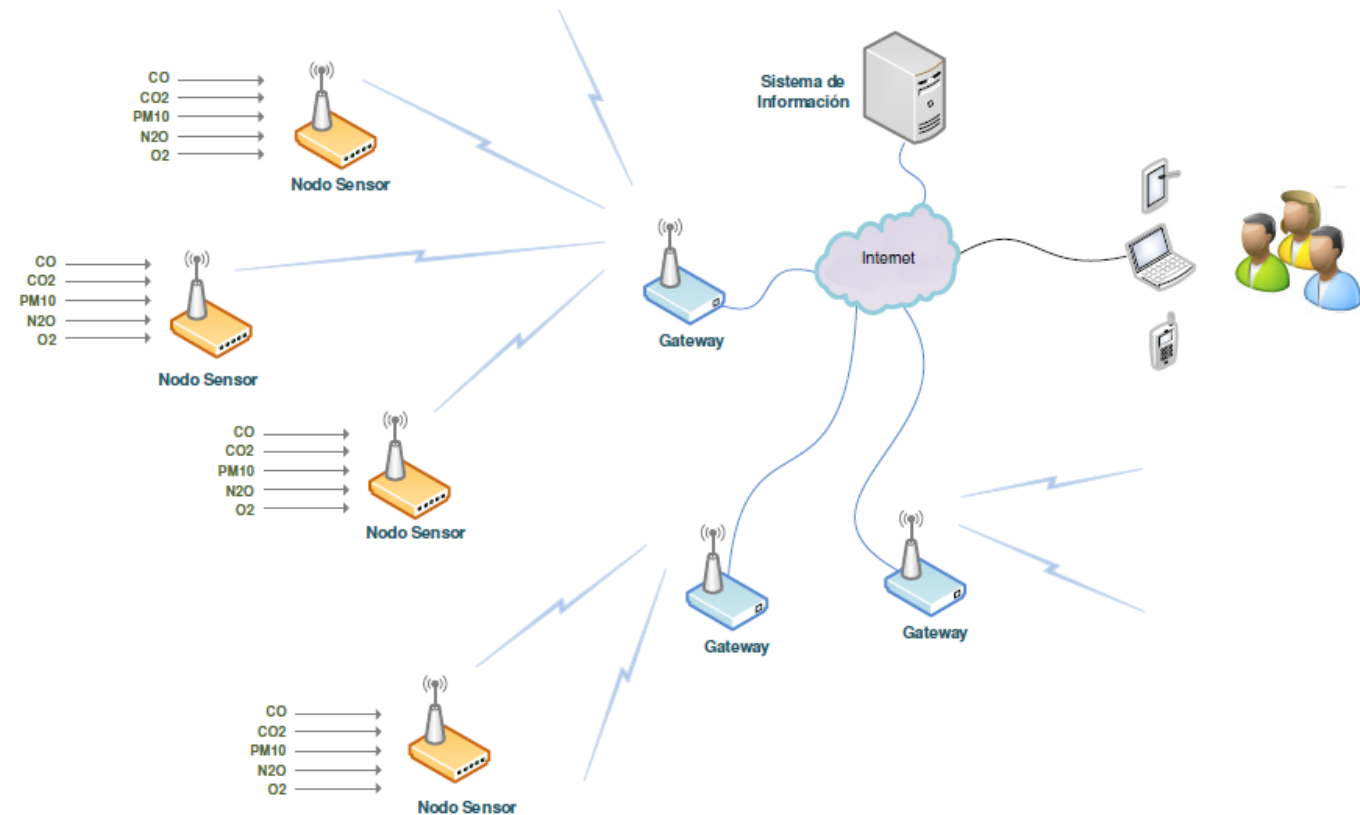 CO
CO2
PM10
N2O
O2
Nodo Sensor
Sistema de
Información
CO
CO2
PM10
N2O
O2
Nodo Sensor
Internet
Gateway
CO
CO2
PM10
N2O
O2
Nodo Sensor
Gateway
Gateway
CO
CO2
PM10
N2O
O2
Nodo Sensor